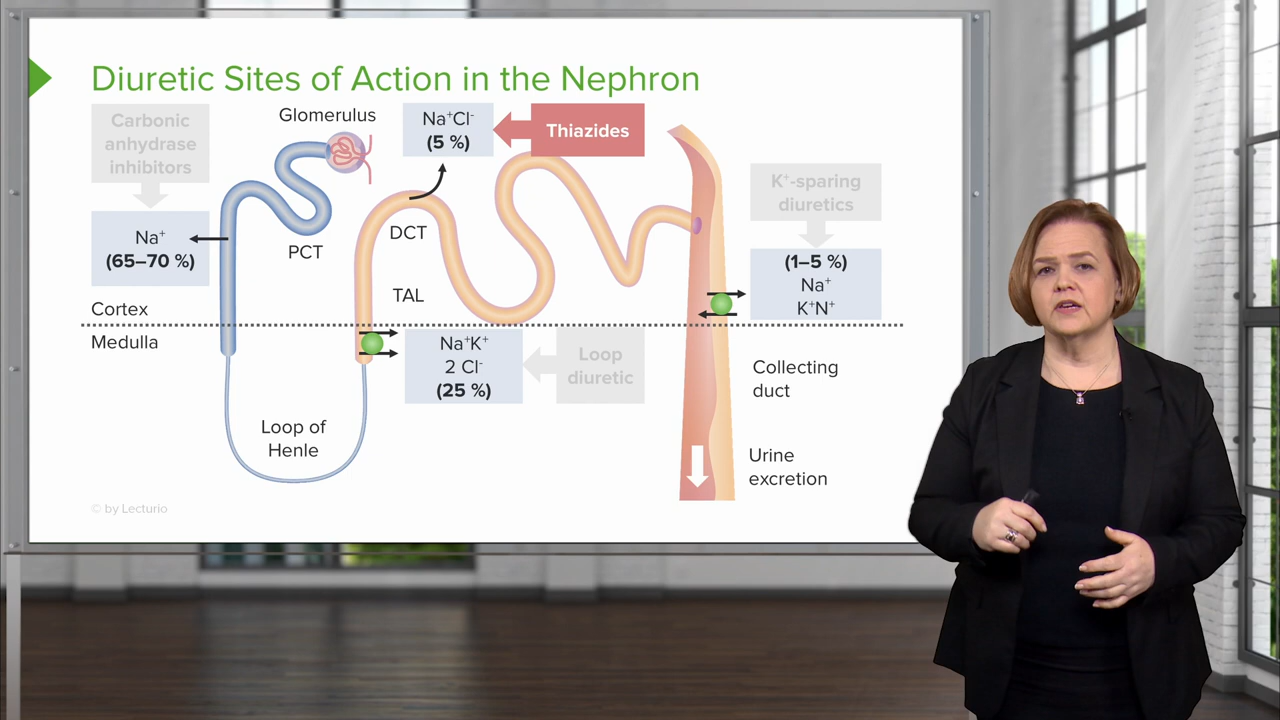 Diuretic Sites of Action in the Nephron
Carbonic
anhydrase
inhibitors
Glomerulus
Na⁺Cl⁻
(5 %)
Thiazides
K⁺-sparing
diuretics
Na⁺
(65–70 %)
PCT
DCT
TAL
(1–5 %)
Na⁺
K⁺N⁺
Cortex
Medulla
Na⁺K⁺
2 Cl⁻
(25 %)
Loop
diuretic
Collecting
duct
Loop of
Henle
Urine
excretion
© by Lecturio